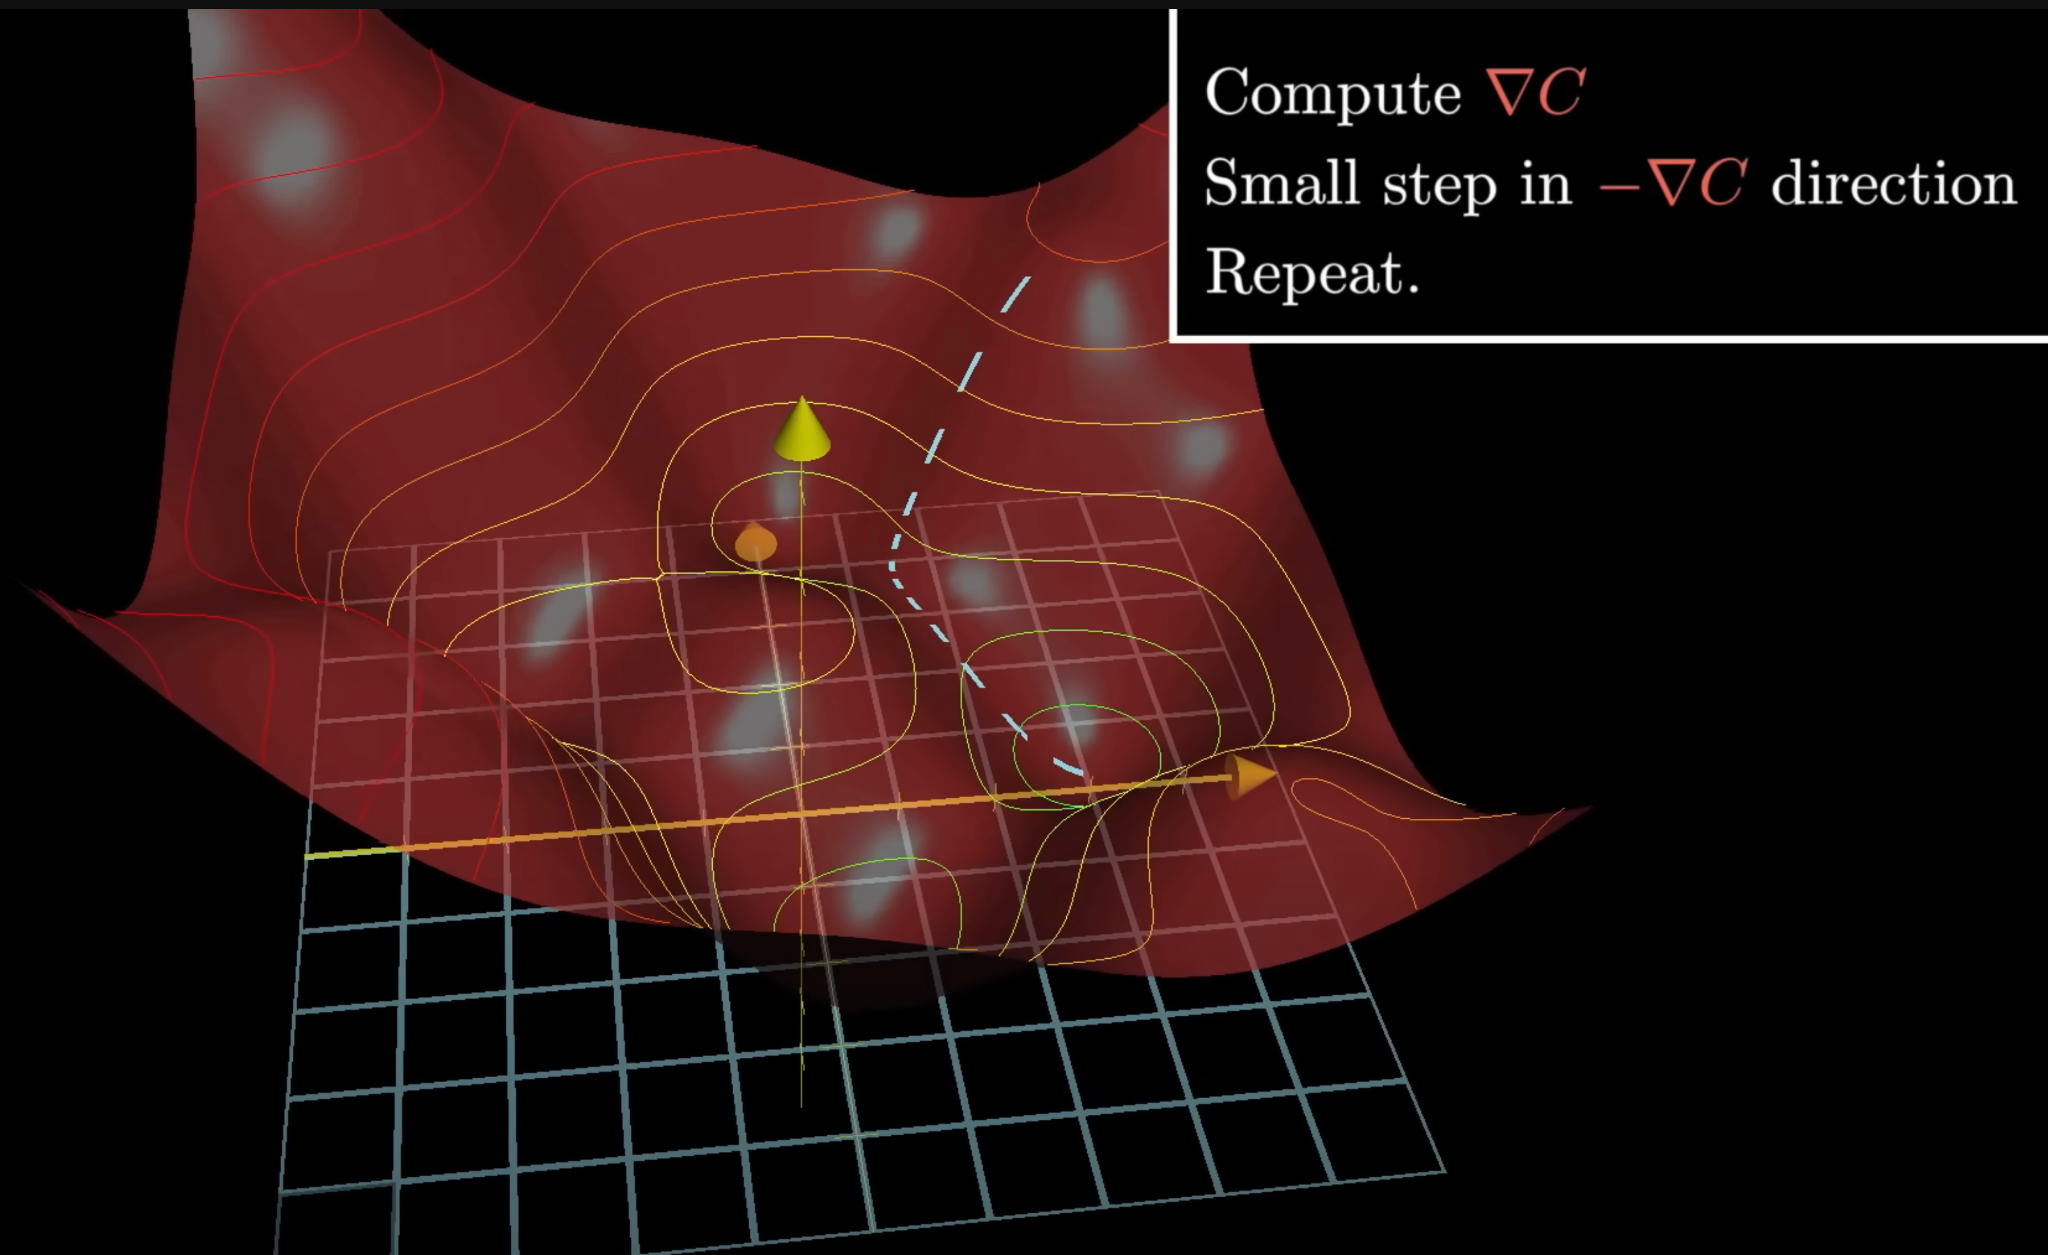 Compute ∇C
Small step in −∇C direction
Repeat.